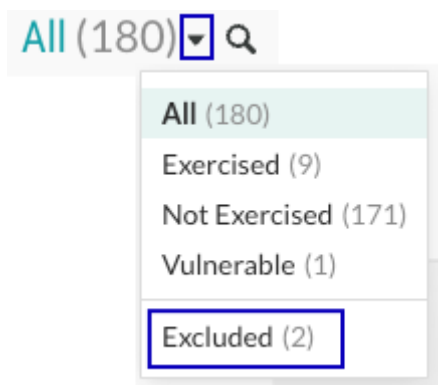 All (180)
All (180)
Exercised (9)
Not Exercised (171)
Vulnerable (1)
Excluded (2)